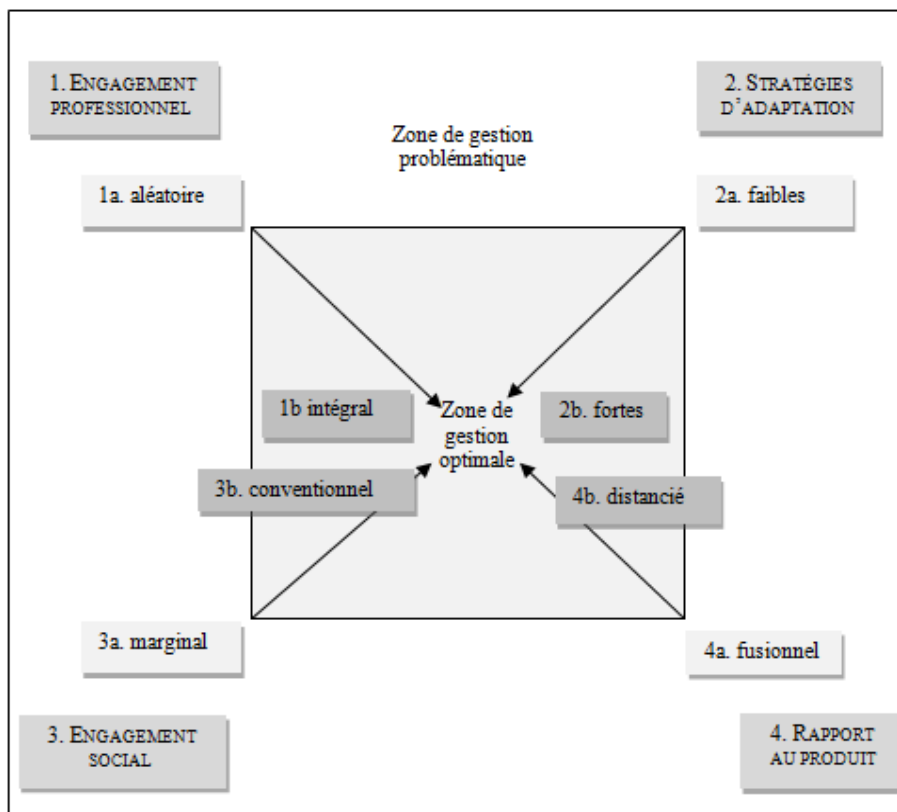 1. ENGAGEMENT
PROFESSIONNEL
2. STRATÉGIES
D'ADAPTATION
Zone de gestion
problématique
1a. aléatoire
2a. faibles
1b intégral
Zone de
gestion
optimale
2b. fortes
3b. conventionnel
4b. distancié
3a. marginal
4a. fusionnel
3. ENGAGEMENT
SOCIAL
4. RAPPORT
AU PRODUIT